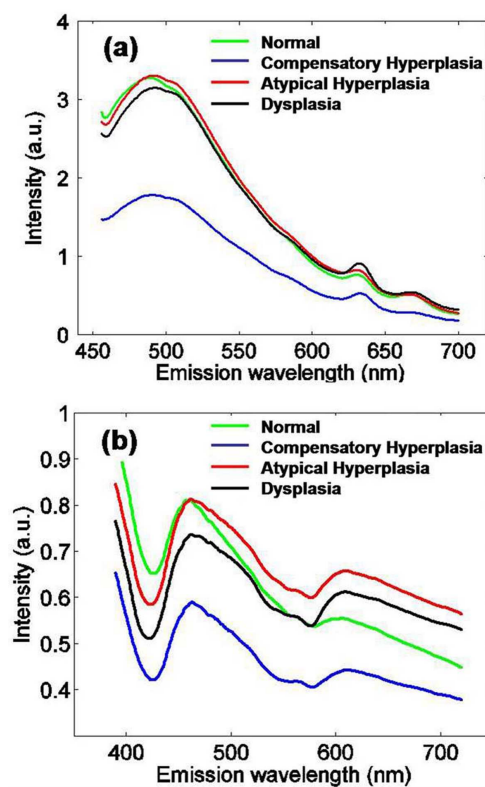 (a)
Normal
Compensatory Hyperplasia
Atypical Hyperplasia
Dysplasia
4
3
2
1
0
Intensity (a.u.)
450 500 550 600 650 700
Emission wavelength (nm)
(b)
Normal
Compensatory Hyperplasia
Atypical Hyperplasia
Dysplasia
1
0.9
0.8
0.7
0.6
0.5
0.4
Intensity (a.u.)
400 500 600 700
Emission wavelength (nm)